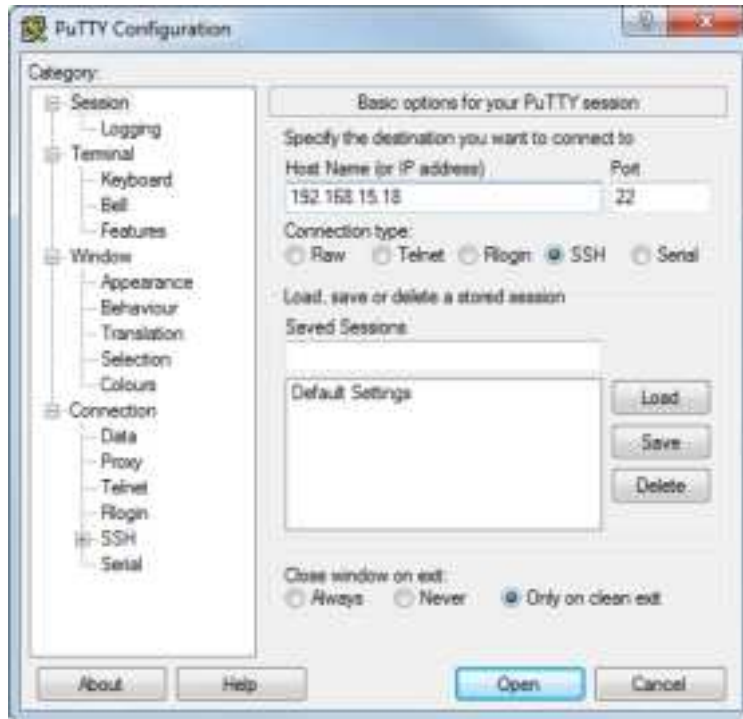 PuTTY Configuration
Category:
Session
Logging
Terminal
Keyboard
Bell
Features
Window
Appearance
Behaviour
Translation
Selection
Colours
Connection
Data
Proxy
Telnet
Rlogin
SSH
Serial
Basic options for your PuTTY session
Specify the destination you want to connect to
Host Name (or IP address) Port
192.168.15.18 22
Connection type:
Raw Telnet Rlogin SSH Serial
Load, save or delete a stored session
Saved Sessions
Default Settings
Load
Save
Delete
Close window on exit:
Always Never Only on clean exit
About Help Open Cancel